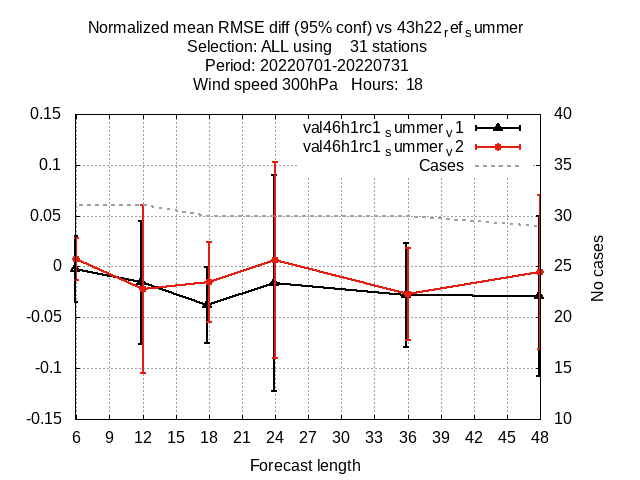 Normalized mean RMSE diff (95% conf) vs 43h22refsummer
Selection: ALL using 31 stations
Period: 20220701-20220731
Wind speed 300hPa Hours: 18
val46h1rc1summerv1
val46h1rc1summerv2
Cases
0.15
0.1
0.05
0
-0.05
-0.1
-0.15
40
35
30
25
20
15
10
No cases
6 9 12 15 18 21 24 27 30 33 36 39 42 45 48
Forecast length